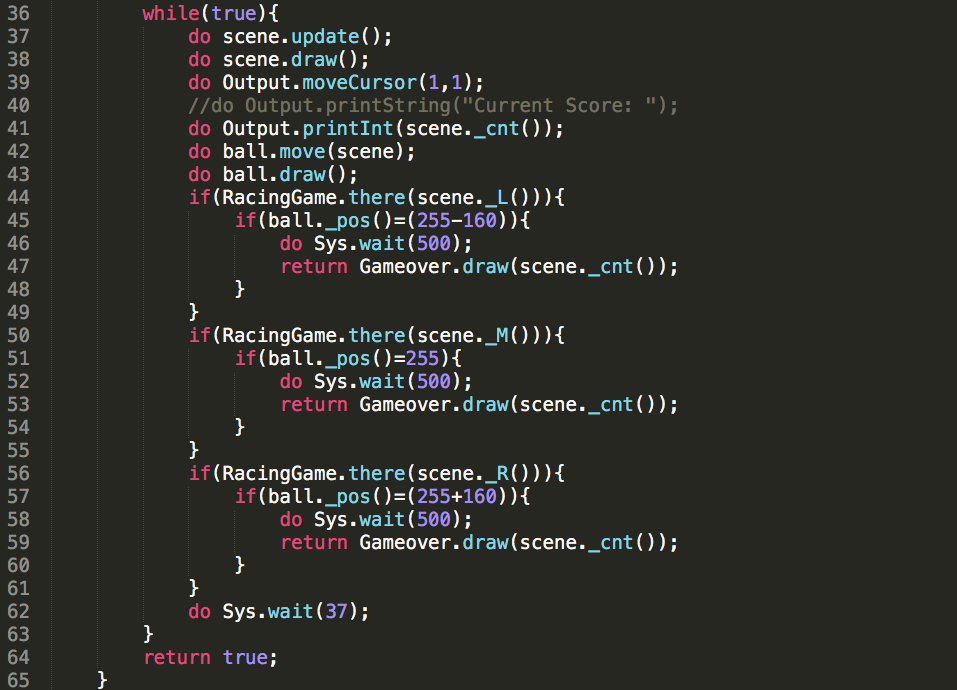 36 while(true){
37 do scene.update();
38 do scene.draw();
39 do Output.moveCursor(1,1);
40 //do Output.printString("Current Score: ");
41 do Output.printInt(scene._cnt());
42 do ball.move(scene);
43 do ball.draw();
44 if(RacingGame.there(scene._L())){
45 if(ball._pos()=(255-160)){
46 do Sys.wait(500);
47 return Gameover.draw(scene._cnt());
48 }
49 }
50 if(RacingGame.there(scene._M())){
51 if(ball._pos()=255){
52 do Sys.wait(500);
53 return Gameover.draw(scene._cnt());
54 }
55 }
56 if(RacingGame.there(scene._R())){
57 if(ball._pos()=(255+160)){
58 do Sys.wait(500);
59 return Gameover.draw(scene._cnt());
60 }
61 }
62 do Sys.wait(37);
63 }
64 return true;
65 }